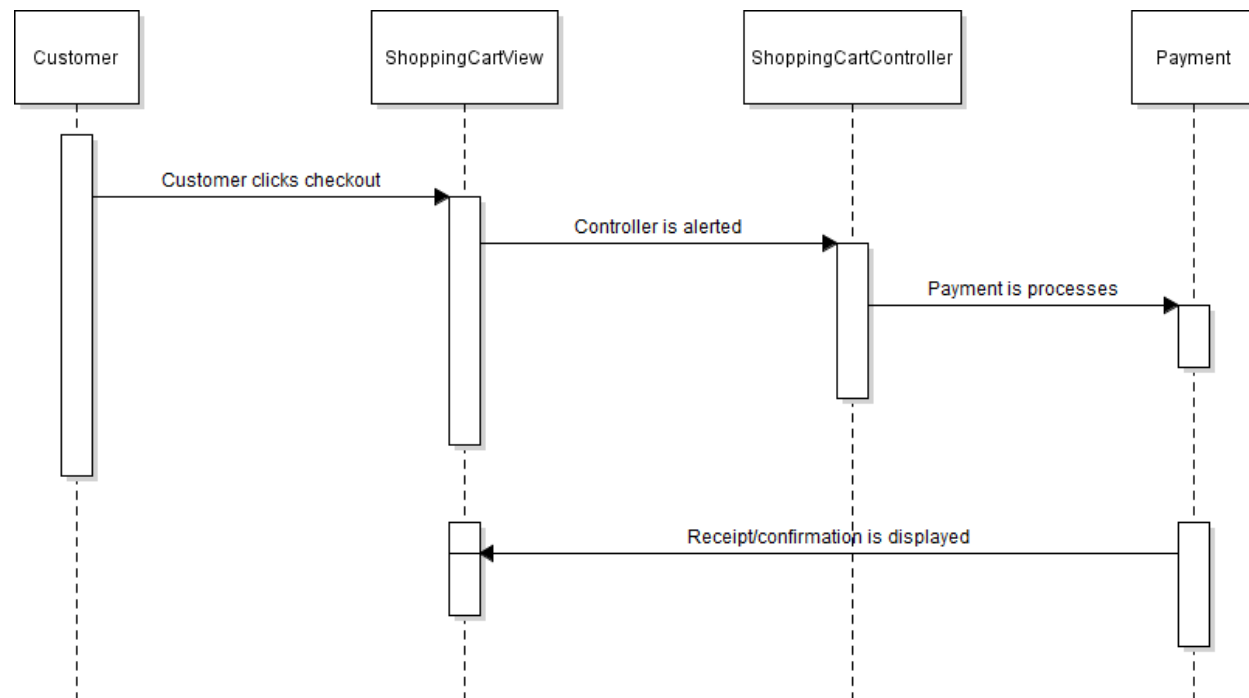 Customer
ShoppingCartView
ShoppingCartController
Payment
Customer clicks checkout
Controller is alerted
Payment is processes
Receipt/confirmation is displayed